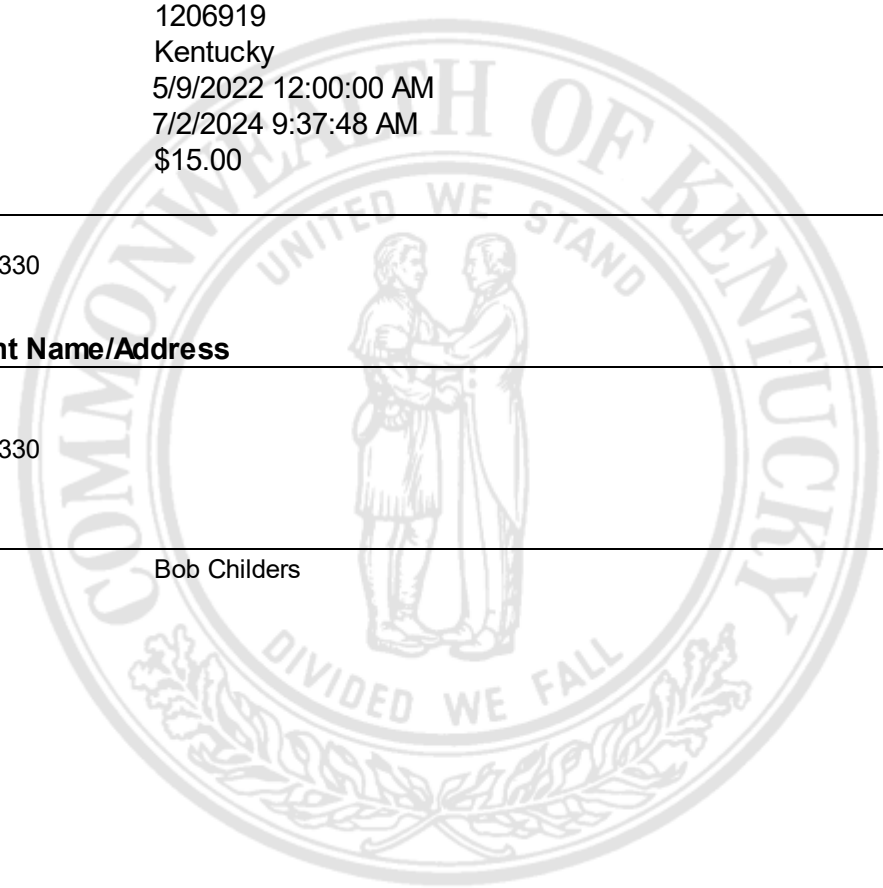 1206919
Kentucky
5/9/2022 12:00:00 AM
7/2/2024 9:37:48 AM
$15.00
330
nt Name/Address
330
Bob Childers
COMMONWEALTH OF KENTUCKY
UNITED WE STAND
DIVIDED WE FALL